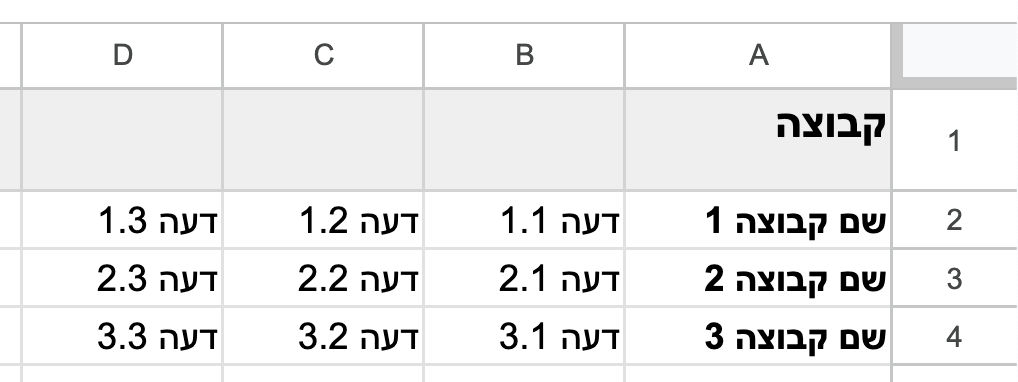 A B C D
1 קבוצה
2 שם קבוצה 1 דעה 1.1 דעה 1.2 דעה 1.3
3 שם קבוצה 2 דעה 2.1 דעה 2.2 דעה 2.3
4 שם קבוצה 3 דעה 3.1 דעה 3.2 דעה 3.3